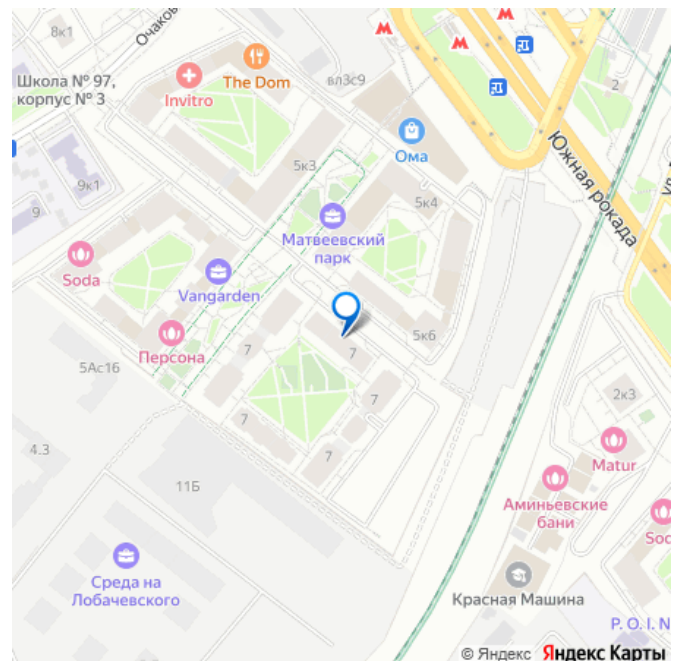 8к1
Очаков
вл3с9
2
The Dom
Invitro
Школа № 97,
корпус № 3
Ома
Южная рокада
5к3
9к1
9
5к4
Матвеевский
парк
Soda
Vangarden
Персона
7
7
5к6
5Ас16
7
7
7
2к3
4.3
11Б
Matur
Аминьевские
бани
Soc
Среда на
Лобачевского
Красная Машина
P. O. I. N
© Яндекс Яндекс Карты